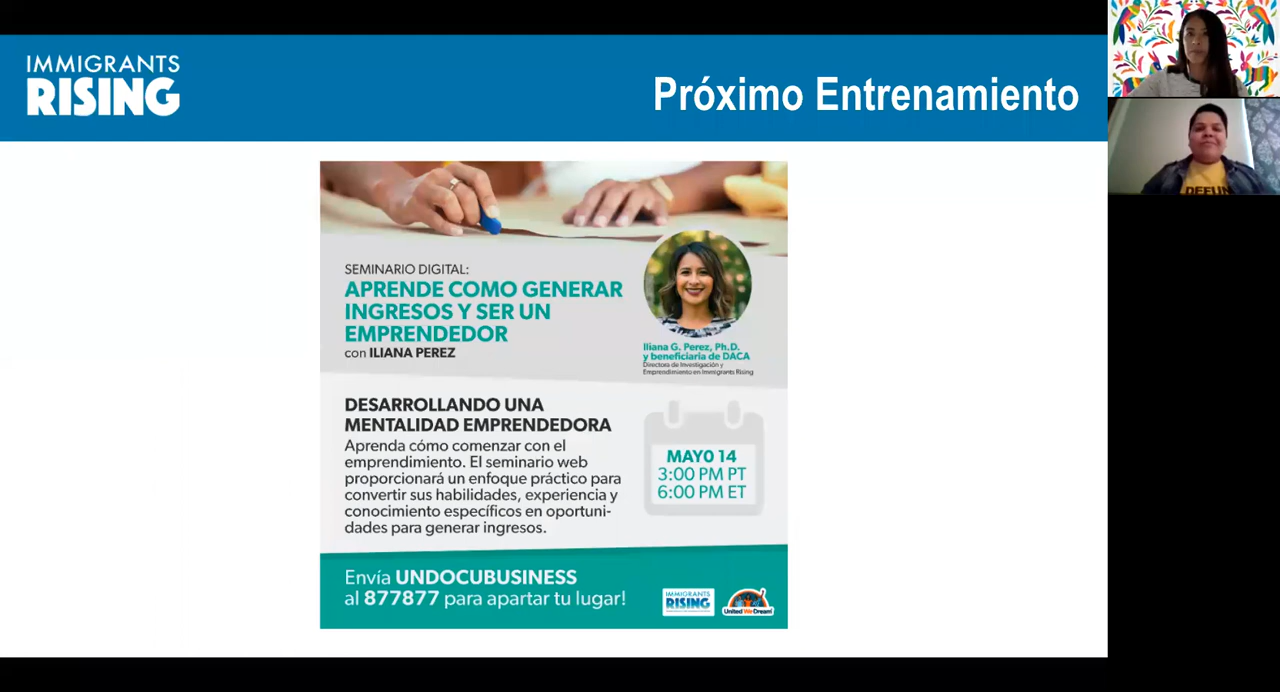 IMMIGRANTS
RISING
Próximo Entrenamiento
SEMINARIO DIGITAL:
APRENDE COMO GENERAR
INGRESOS Y SER UN
EMPRENDEDOR
con ILIANA PEREZ
Iliana G. Perez, Ph.D.
y beneficiaria de DACA
Directora de Investigación y
Emprendimiento en Immigrants Rising
DESARROLLANDO UNA
MENTALIDAD EMPRENDEDORA
Aprenda cómo comenzar con el
emprendimiento. El seminario web
proporcionará un enfoque práctico para
convertir sus habilidades, experiencia y
conocimiento específicos en oportuni-
dades para generar ingresos.
MAYO 14
3:00 PM PT
6:00 PM ET
Envía UNDOCUBUSINESS
al 877877 para apartar tu lugar!
IMMIGRANTS
RISING
United We Dream
DEFUN